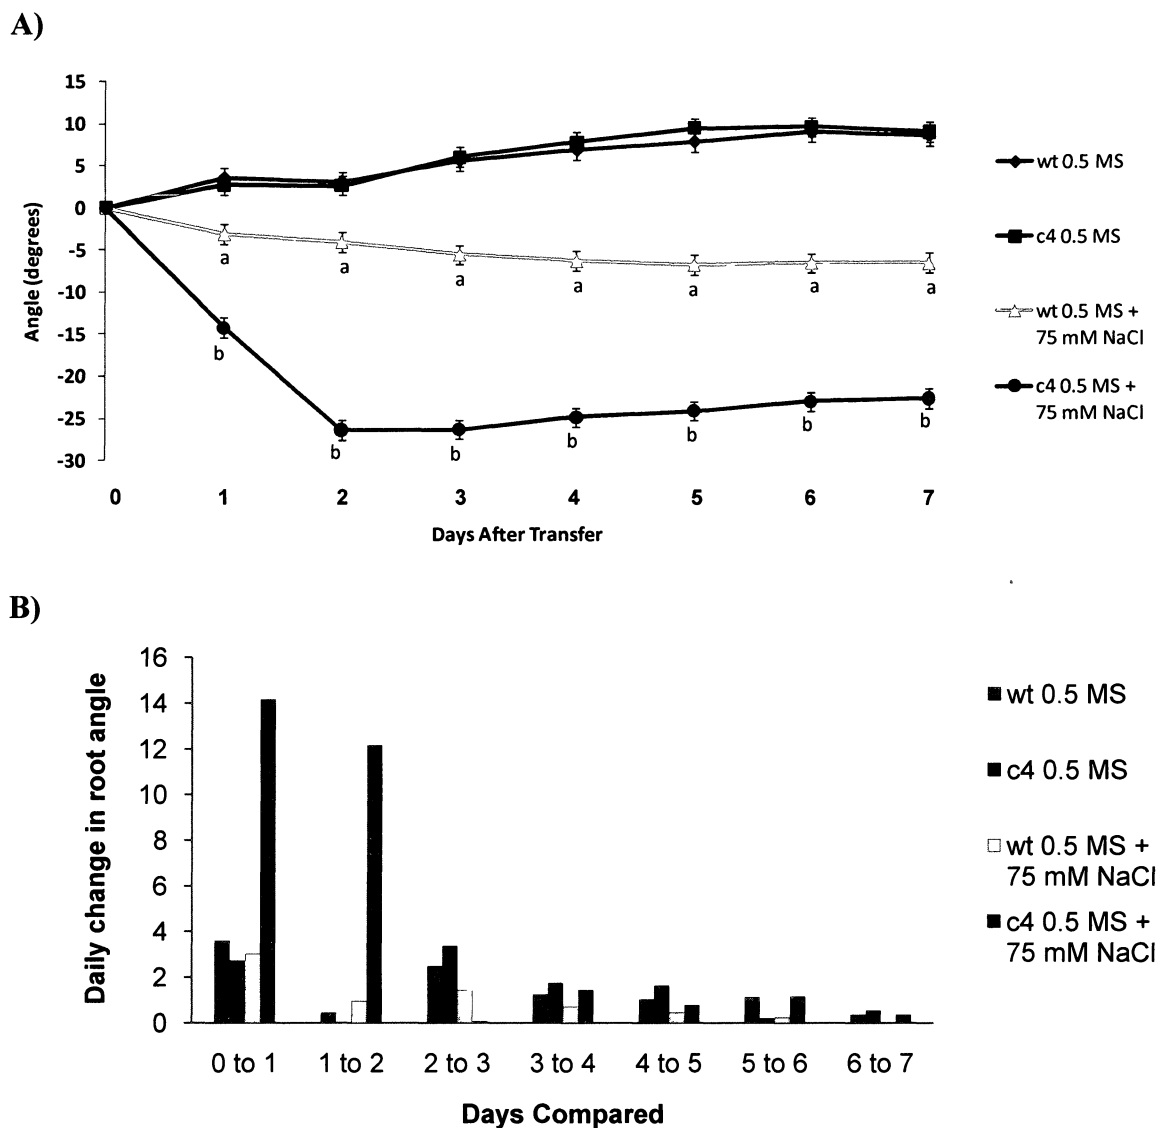 A)
15
10
5
0
-5
-10
-15
-20
-25
-30
Angle (degrees)
a
a
a
a
a
a
a
b
b
b
b
b
b
b
0 1 2 3 4 5 6 7
Days After Transfer
wt 0.5 MS
c4 0.5 MS
wt 0.5 MS +
75 mM NaCl
c4 0.5 MS +
75 mM NaCl
B)
16
14
12
10
8
6
4
2
0
Daily change in root angle
0 to 1 1 to 2 2 to 3 3 to 4 4 to 5 5 to 6 6 to 7
Days Compared
wt 0.5 MS
c4 0.5 MS
wt 0.5 MS +
75 mM NaCl
c4 0.5 MS +
75 mM NaCl